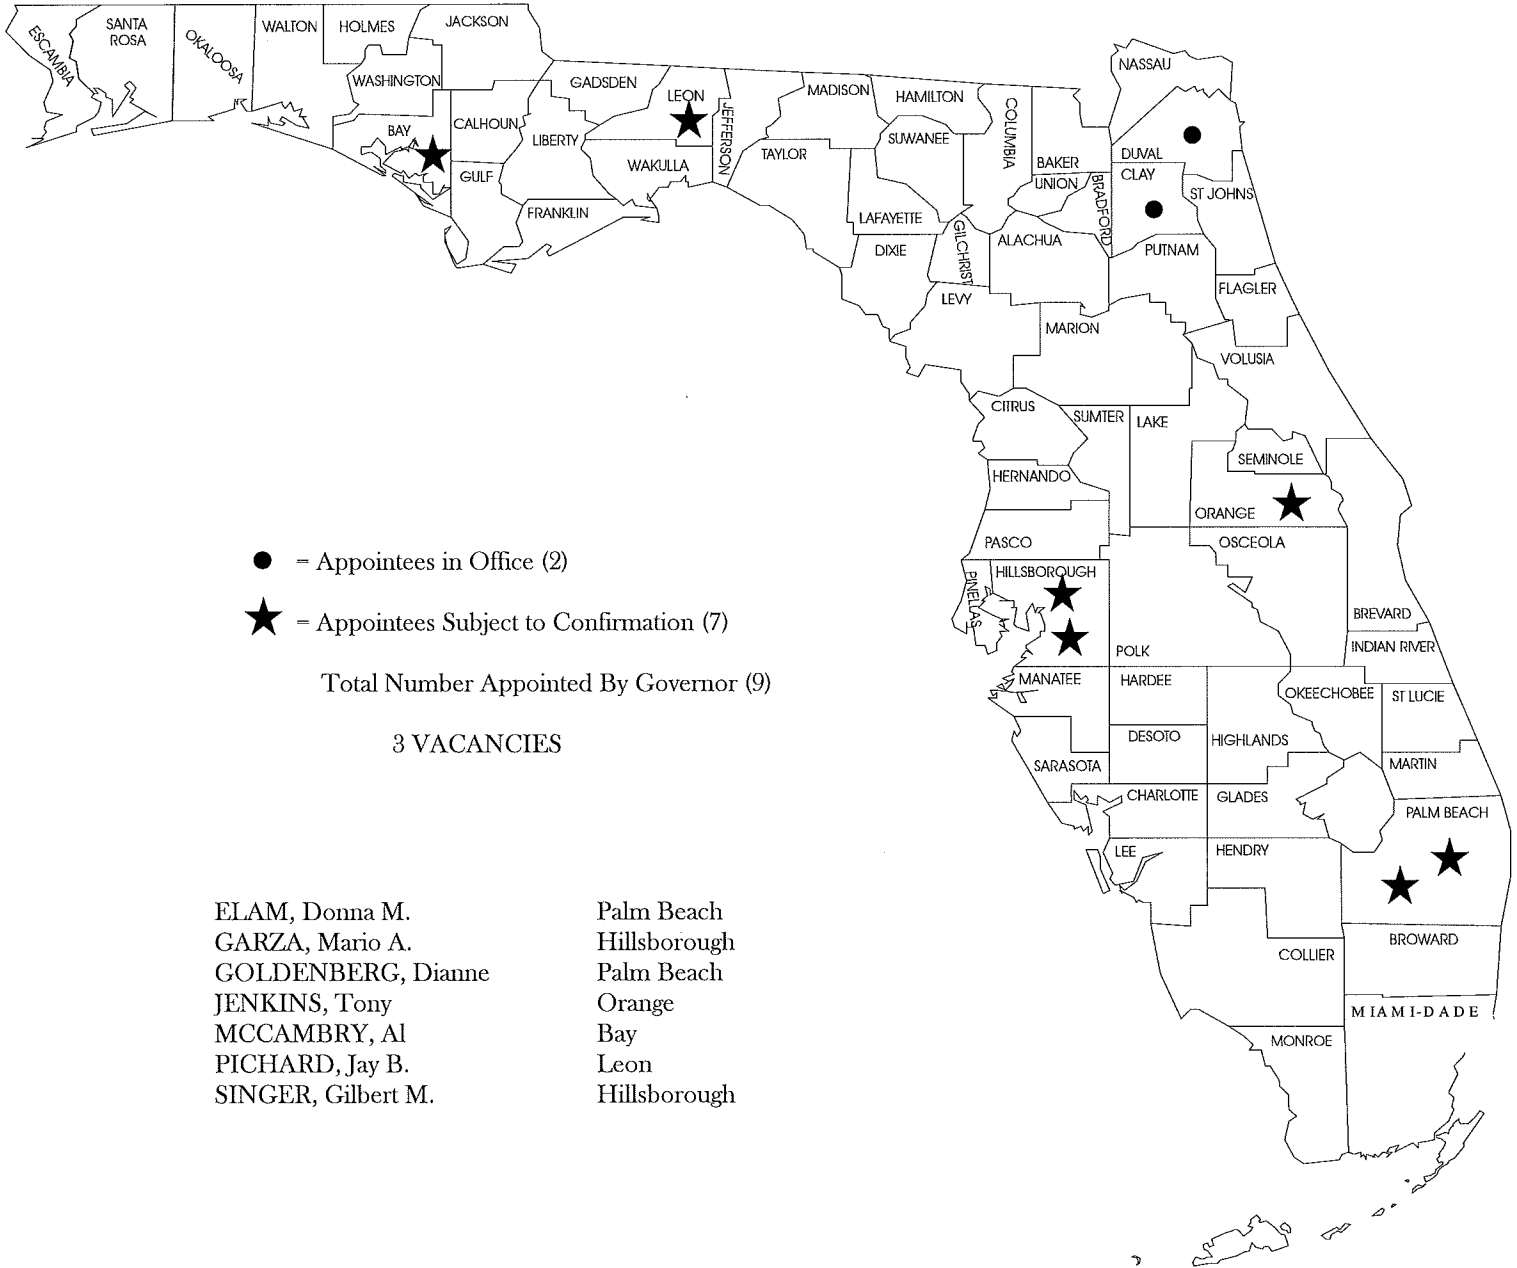 ESCAMBIA
SANTA
ROSA
OKALOOSA
WALTON
HOLMES
JACKSON
WASHINGTON
BAY
CALHOUN
GULF
LIBERTY
GADSDEN
FRANKLIN
LEON
WAKULLA
JEFFERSON
MADISON
TAYLOR
HAMILTON
SUWANEE
LAFAYETTE
DIXIE
COLUMBIA
GILCHRIST
BAKER
UNION
BRADFORD
ALACHUA
LEVY
NASSAU
DUVAL
CLAY
ST JOHNS
PUTNAM
FLAGLER
MARION
VOLUSIA
CITRUS
SUMTER
LAKE
SEMINOLE
HERNANDO
ORANGE
PASCO
OSCEOLA
HILLSBOROUGH
PINELLAS
BREVARD
POLK
INDIAN RIVER
MANATEE
HARDEE
OKEECHOBEE
ST LUCIE
DESOTO
HIGHLANDS
SARASOTA
MARTIN
CHARLOTTE
GLADES
PALM BEACH
LEE
HENDRY
BROWARD
COLLIER
MIAMI-DADE
MONROE
= Appointees in Office (2)
= Appointees Subject to Confirmation (7)
Total Number Appointed By Governor (9)
3 VACANCIES
ELAM, Donna M. Palm Beach
GARZA, Mario A. Hillsborough
GOLDENBERG, Dianne Palm Beach
JENKINS, Tony Orange
MCCAMBRY, Al Bay
PICHARD, Jay B. Leon
SINGER, Gilbert M. Hillsborough